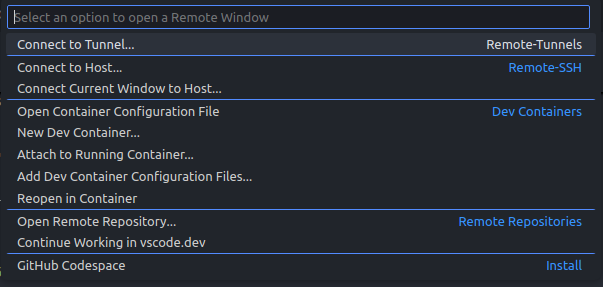 Select an option to open a Remote Window
Connect to Tunnel... Remote-Tunnels
Connect to Host... Remote-SSH
Connect Current Window to Host...
Open Container Configuration File Dev Containers
New Dev Container...
Attach to Running Container...
Add Dev Container Configuration Files...
Reopen in Container
Open Remote Repository... Remote Repositories
Continue Working in vscode.dev
GitHub Codespace Install